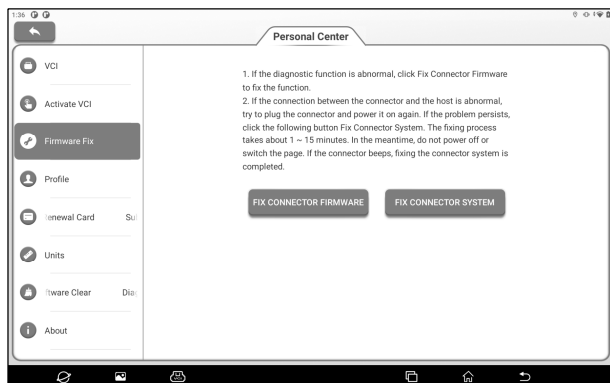 1:36
Personal Center
VCI
Activate VCI
Firmware Fix
Profile
enewal Card Su
Units
tware Clear Diag
About
1. If the diagnostic function is abnormal, click Fix Connector Firmware
to fix the function.
2. If the connection between the connector and the host is abnormal,
try to plug the connector and power it on again. If the problem persists,
click the following button Fix Connector System. The fixing process
takes about 1 ~ 15 minutes. In the meantime, do not power off or
switch the page. If the connector beeps, fixing the connector system is
completed.
FIX CONNECTOR FIRMWARE FIX CONNECTOR SYSTEM